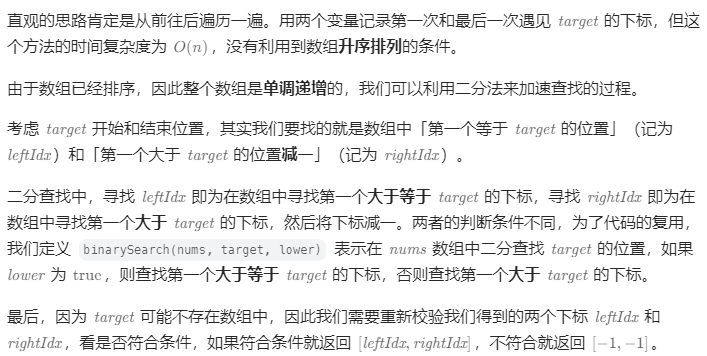 直观的思路肯定是从前往后遍历一遍。用两个变量记录第一次和最后一次遇见 target 的下标，但这
个方法的时间复杂度为 O(n)，没有利用到数组升序排列的条件。
由于数组已经排序，因此整个数组是单调递增的，我们可以利用二分法来加速查找的过程。
考虑 target 开始和结束位置，其实我们要找的就是数组中「第一个等于 target 的位置」（记为
leftIdx）和「第一个大于 target 的位置减一」（记为 rightIdx）。
二分查找中，寻找 leftIdx 即为在数组中寻找第一个大于等于 target 的下标，寻找 rightIdx 即为在
数组中寻找第一个大于 target 的下标，然后将下标减一。两者的判断条件不同，为了代码的复用，
我们定义 binarySearch(nums, target, lower) 表示在 nums 数组中二分查找 target 的位置，如果
lower 为 true，则查找第一个大于等于 target 的下标，否则查找第一个大于 target 的下标。
最后，因为 target 可能不存在数组中，因此我们需要重新校验我们得到的两个下标 leftIdx 和
rightIdx，看是否符合条件，如果符合条件就返回 [leftIdx, rightIdx]，不符合就返回 [−1, −1]。